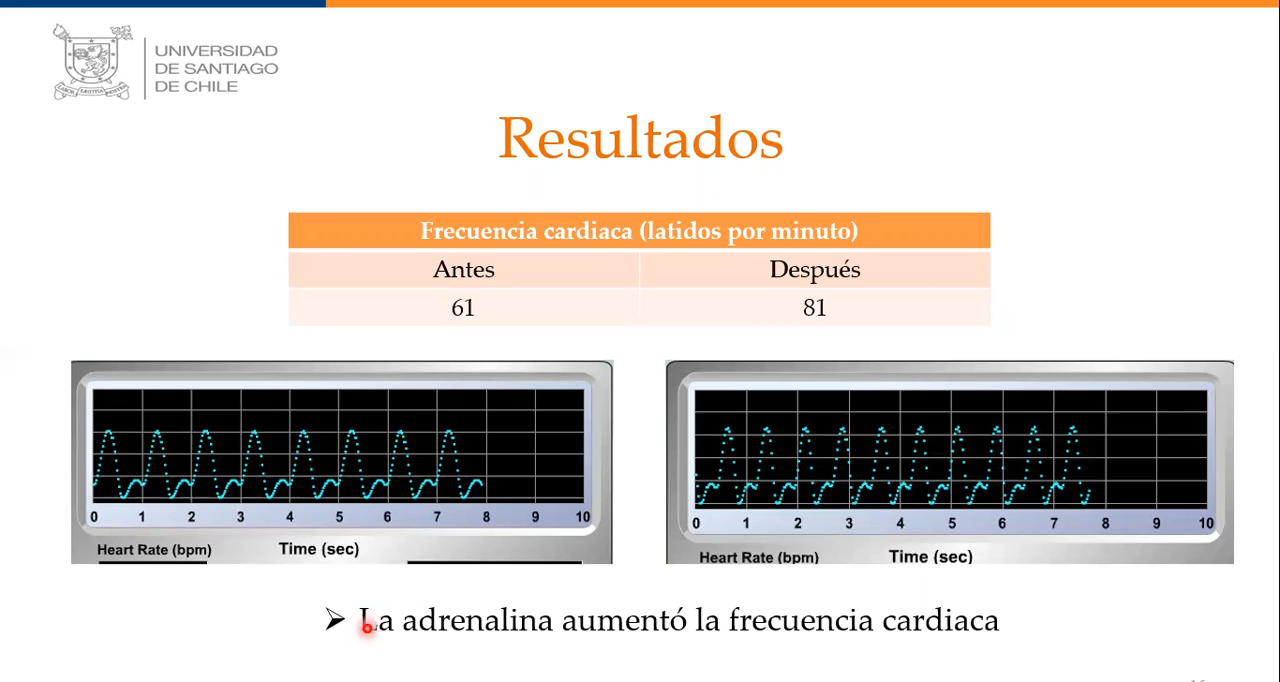 UNIVERSIDAD
DE SANTIAGO
DE CHILE
Resultados
Frecuencia cardiaca (latidos por minuto)
Antes Después
61 81
0 1 2 3 4 5 6 7 8 9 10
Heart Rate (bpm) Time (sec)
0 1 2 3 4 5 6 7 8 9 10
Heart Rate (bpm) Time (sec)
➢ La adrenalina aumentó la frecuencia cardiaca